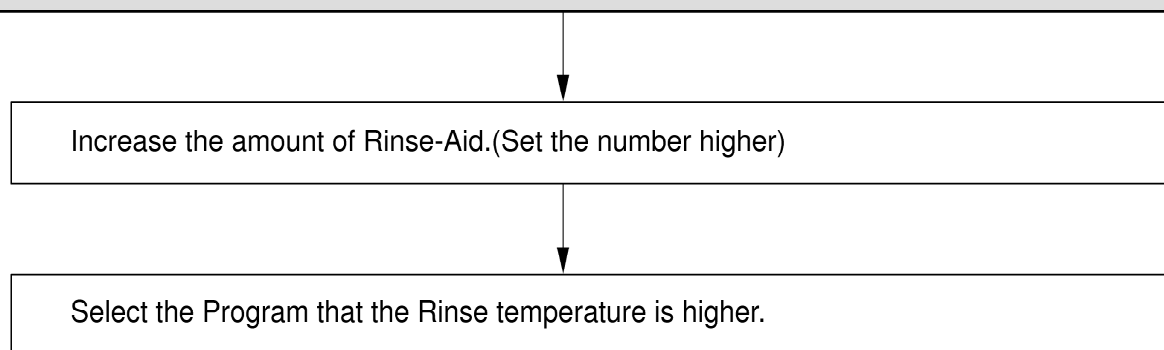 Increase the amount of Rinse-Aid.(Set the number higher)
Select the Program that the Rinse temperature is higher.